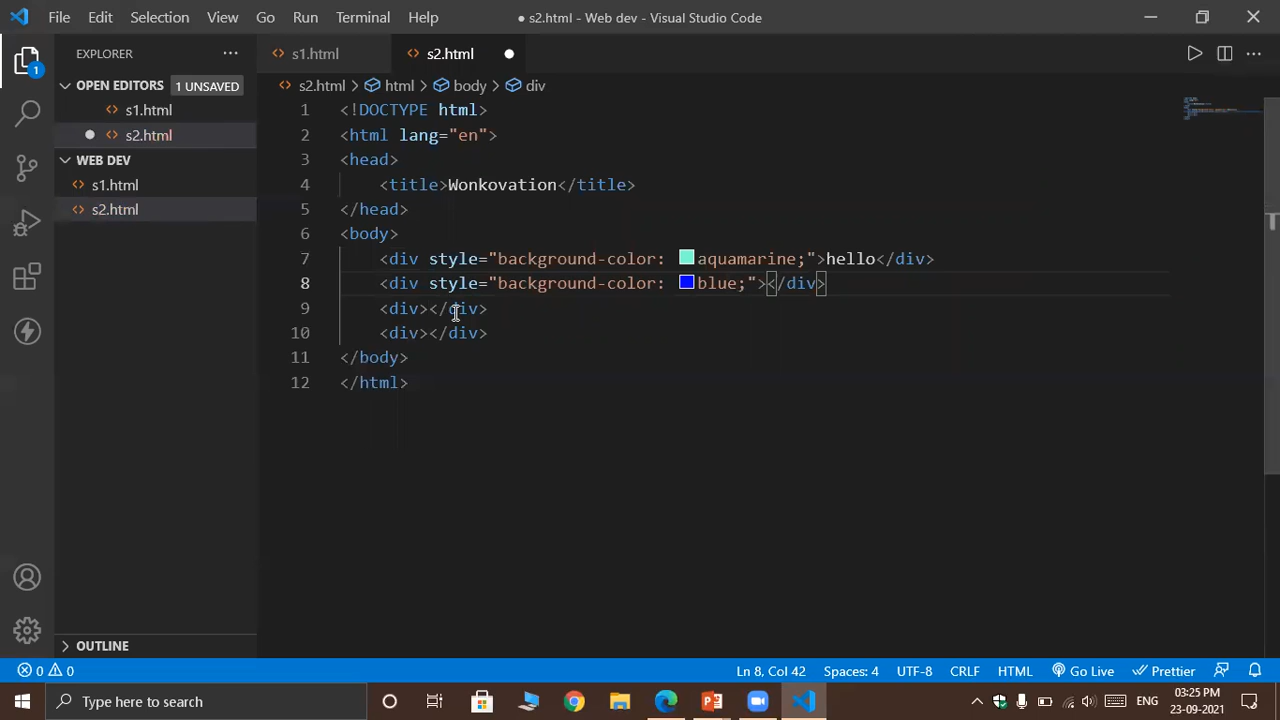 File Edit Selection View Go Run Terminal Help
● s2.html - Web dev - Visual Studio Code
EXPLORER
OPEN EDITORS 1 UNSAVED
s1.html
s2.html
WEB DEV
s1.html
s2.html
OUTLINE
1
s1.html s2.html
s2.html > html > body > div
1 <!DOCTYPE html>
2 <html lang="en">
3 <head>
4 <title>Wonkovation</title>
5 </head>
6 <body>
7 <div style="background-color: aquamarine;">hello</div>
8 <div style="background-color: blue;"></div>
9 <div></div>
10 <div></div>
11 </body>
12 </html>
0 0 Ln 8, Col 42 Spaces: 4 UTF-8 CRLF HTML Go Live Prettier
Type here to search
ENG
03:25 PM
23-09-2021